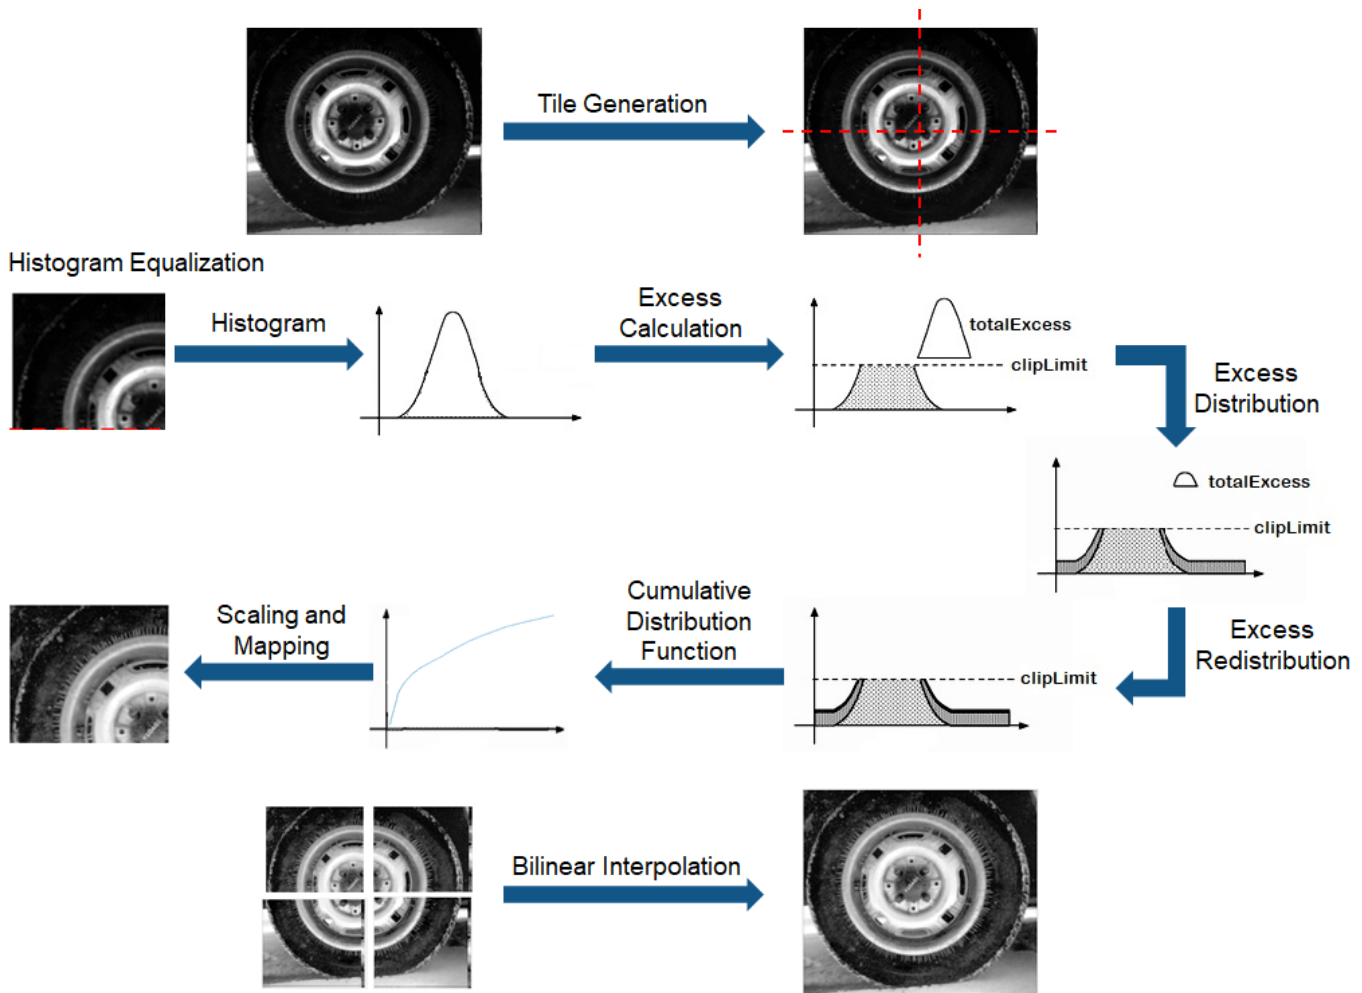 Tile Generation
Histogram Equalization
Histogram
Excess
Calculation
totalExcess
clipLimit
Excess
Distribution
totalExcess
clipLimit
Excess
Redistribution
clipLimit
Cumulative
Distribution
Function
Scaling and
Mapping
Bilinear Interpolation